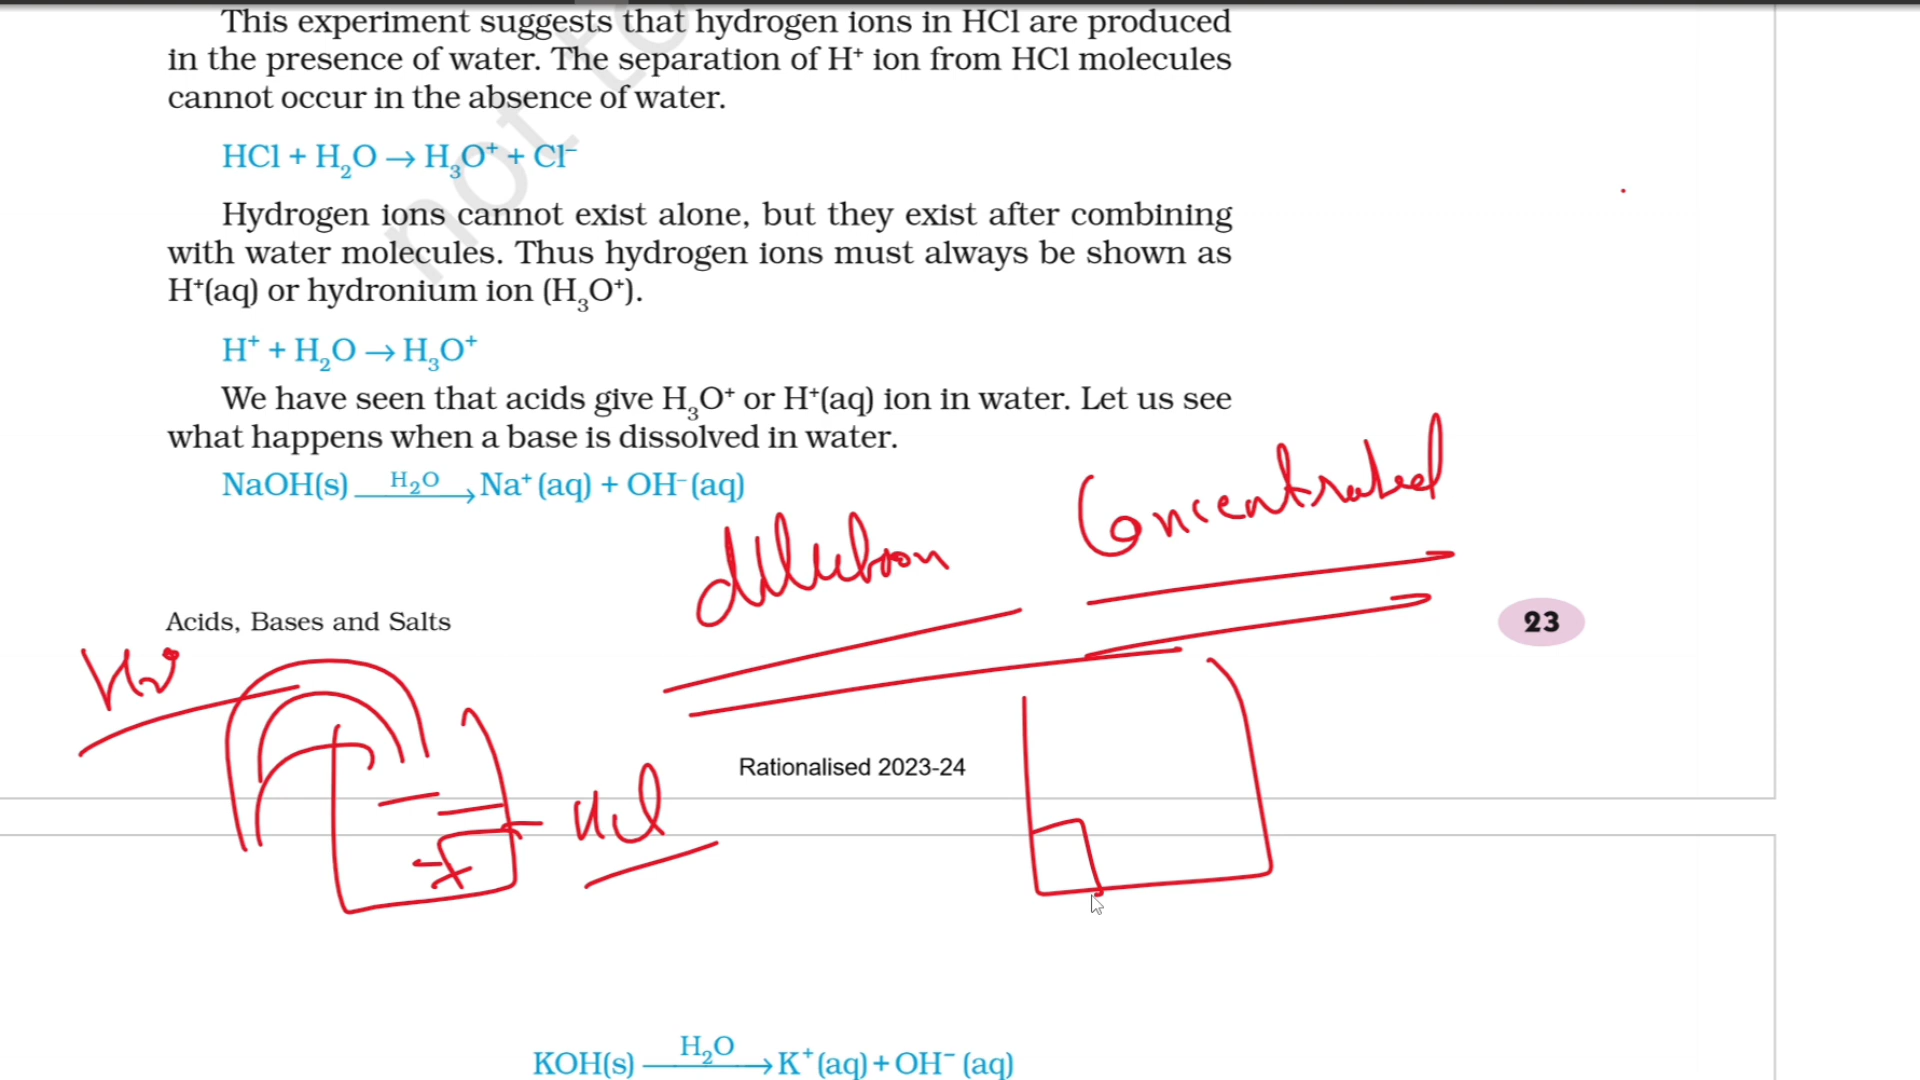 This experiment suggests that hydrogen ions in HCl are produced
in the presence of water. The separation of H⁺ ion from HCl molecules
cannot occur in the absence of water.
HCl + H₂O → H₃O⁺ + Cl⁻
Hydrogen ions cannot exist alone, but they exist after combining
with water molecules. Thus hydrogen ions must always be shown as
H⁺(aq) or hydronium ion (H₃O⁺).
H⁺ + H₂O → H₃O⁺
We have seen that acids give H₃O⁺ or H⁺(aq) ion in water. Let us see
what happens when a base is dissolved in water.
NaOH(s) H₂O → Na⁺(aq) + OH⁻(aq)
dilution Concentrated
Acids, Bases and Salts 23
H₂O
Rationalised 2023-24
HCl
KOH(s) H₂O → K⁺(aq) + OH⁻(aq)
not to